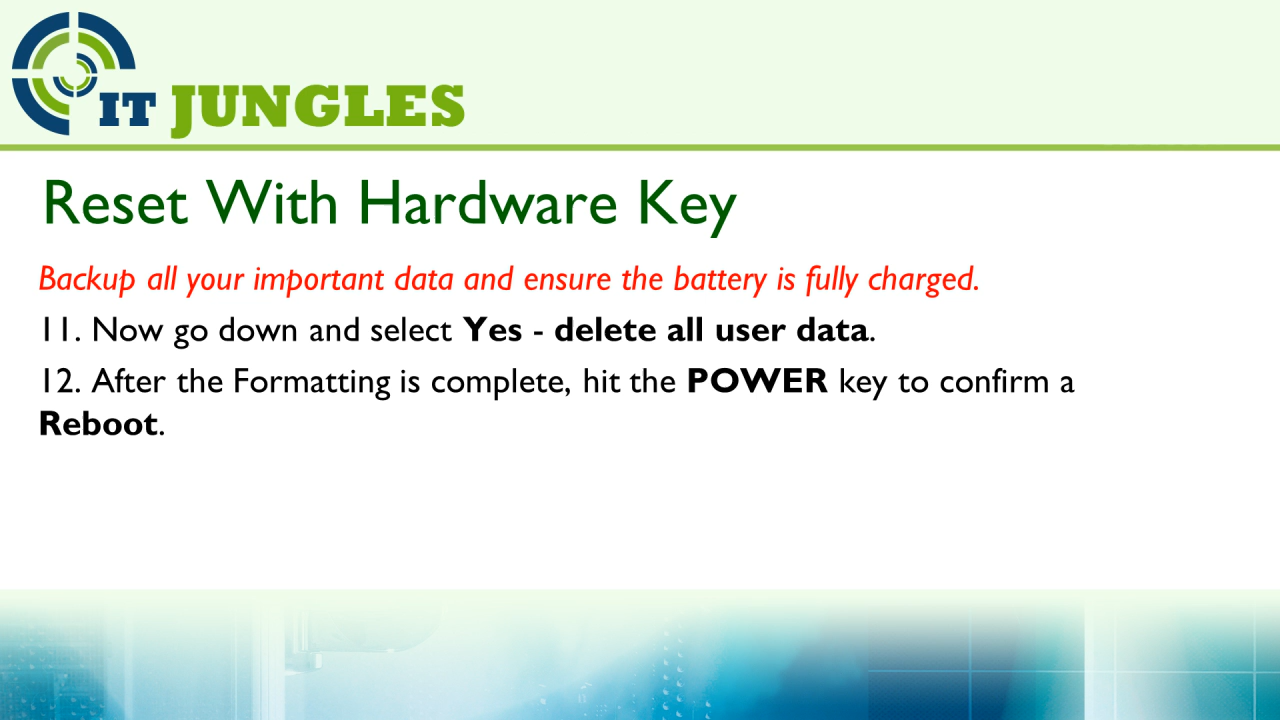 IT JUNGLES
Reset With Hardware Key
Backup all your important data and ensure the battery is fully charged.
11. Now go down and select Yes - delete all user data.
12. After the Formatting is complete, hit the POWER key to confirm a
Reboot.